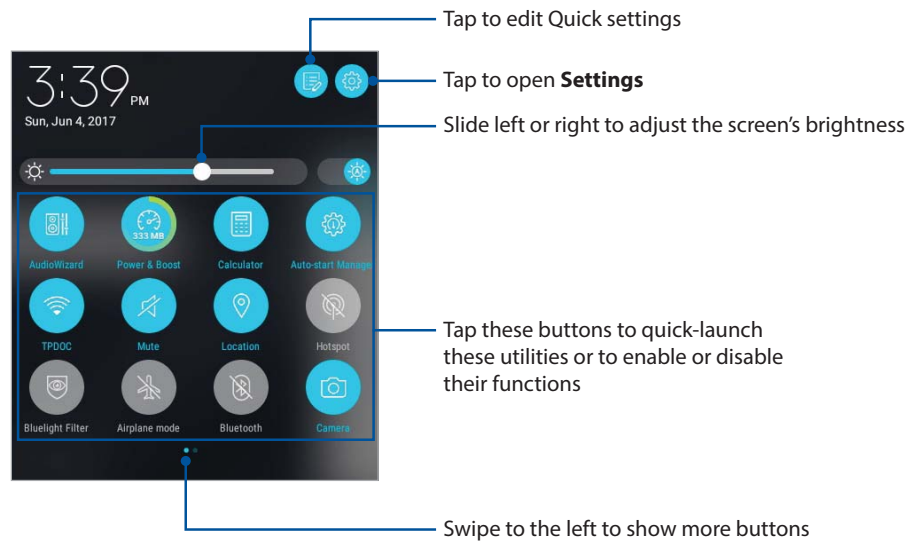 Tap to edit Quick settings
3:39 PM
Sun, Jun 4, 2017
Tap to open Settings
Slide left or right to adjust the screen's brightness
A
333 MB
AudioWizard
Power & Boost
Calculator
Auto-start Manage
TPDOC
Mute
Location
Hotspot
Tap these buttons to quick-launch
these utilities or to enable or disable
their functions
Bluelight Filter
Airplane mode
Bluetooth
Camera
Swipe to the left to show more buttons